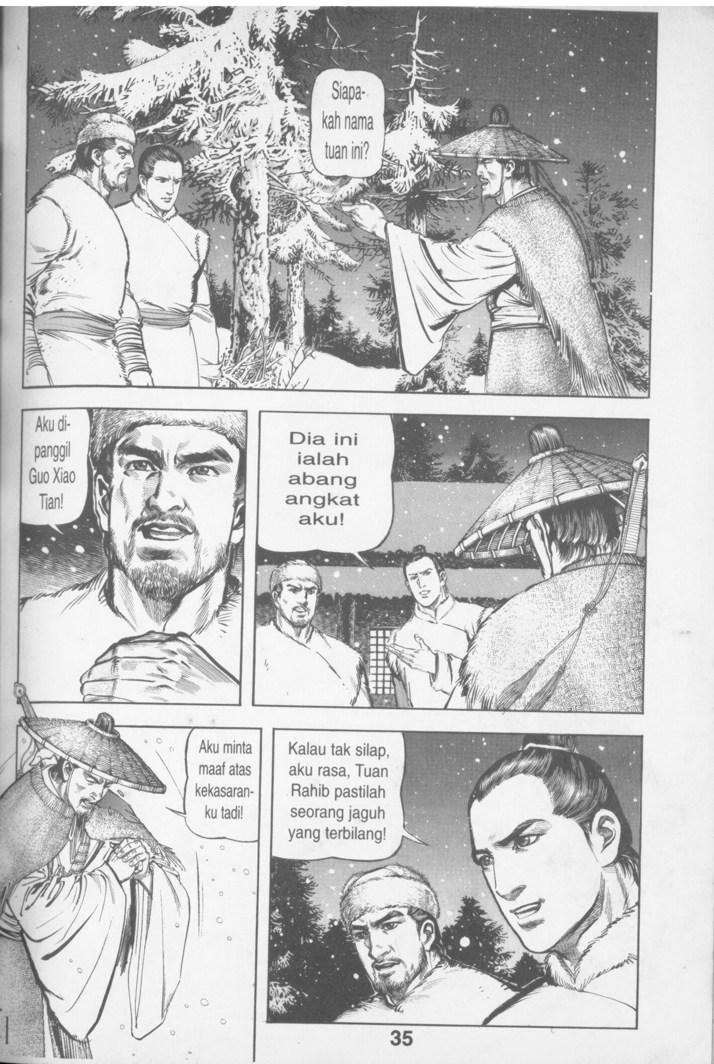 Siapa-
kah nama
tuan ini?
Aku di-
panggil
Guo Xiao
Tian!
Dia ini
ialah
abang
angkat
aku!
Aku minta
maaf atas
kekasaran-
ku tadi!
Kalau tak silap,
aku rasa, Tuan
Rahib pastilah
seorang jaguh
yang terbilang!
35